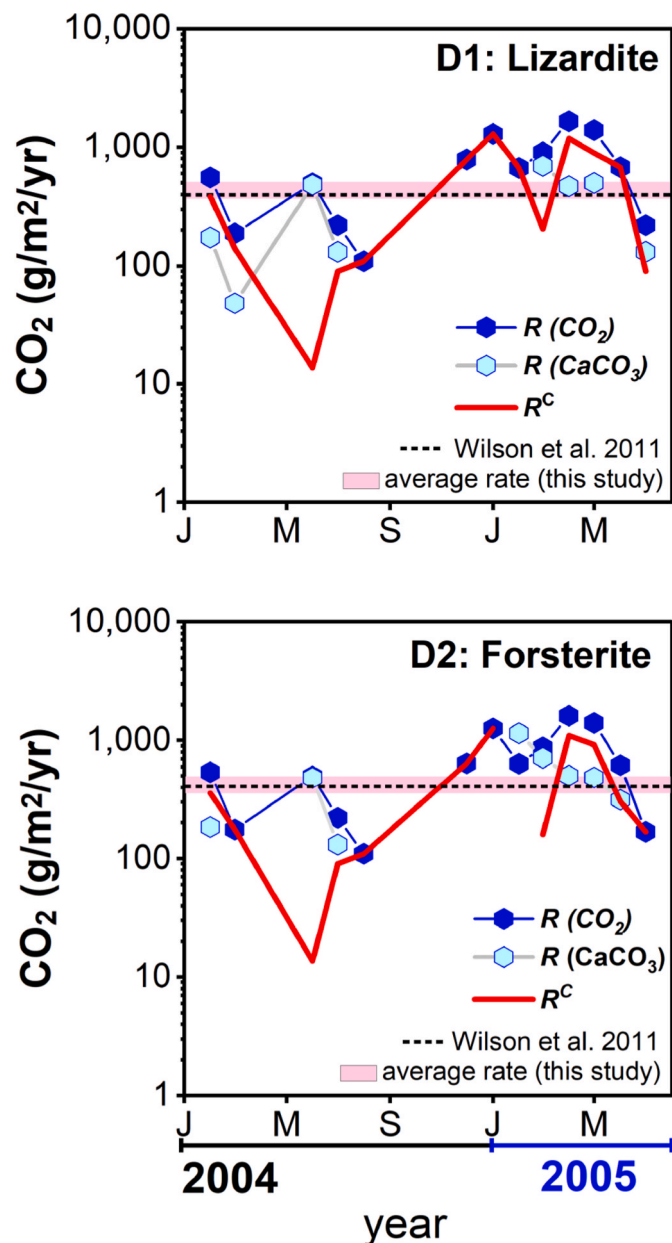 10,000
D1: Lizardite
1,000
100
10
1
CO₂ (g/m²/yr)
R (CO₂)
R (CaCO₃)
Rᶜ
Wilson et al. 2011
average rate (this study)
J M S J M
10,000
D2: Forsterite
1,000
100
10
1
CO₂ (g/m²/yr)
R (CO₂)
R (CaCO₃)
Rᶜ
Wilson et al. 2011
average rate (this study)
J M S J M
2004 2005
year